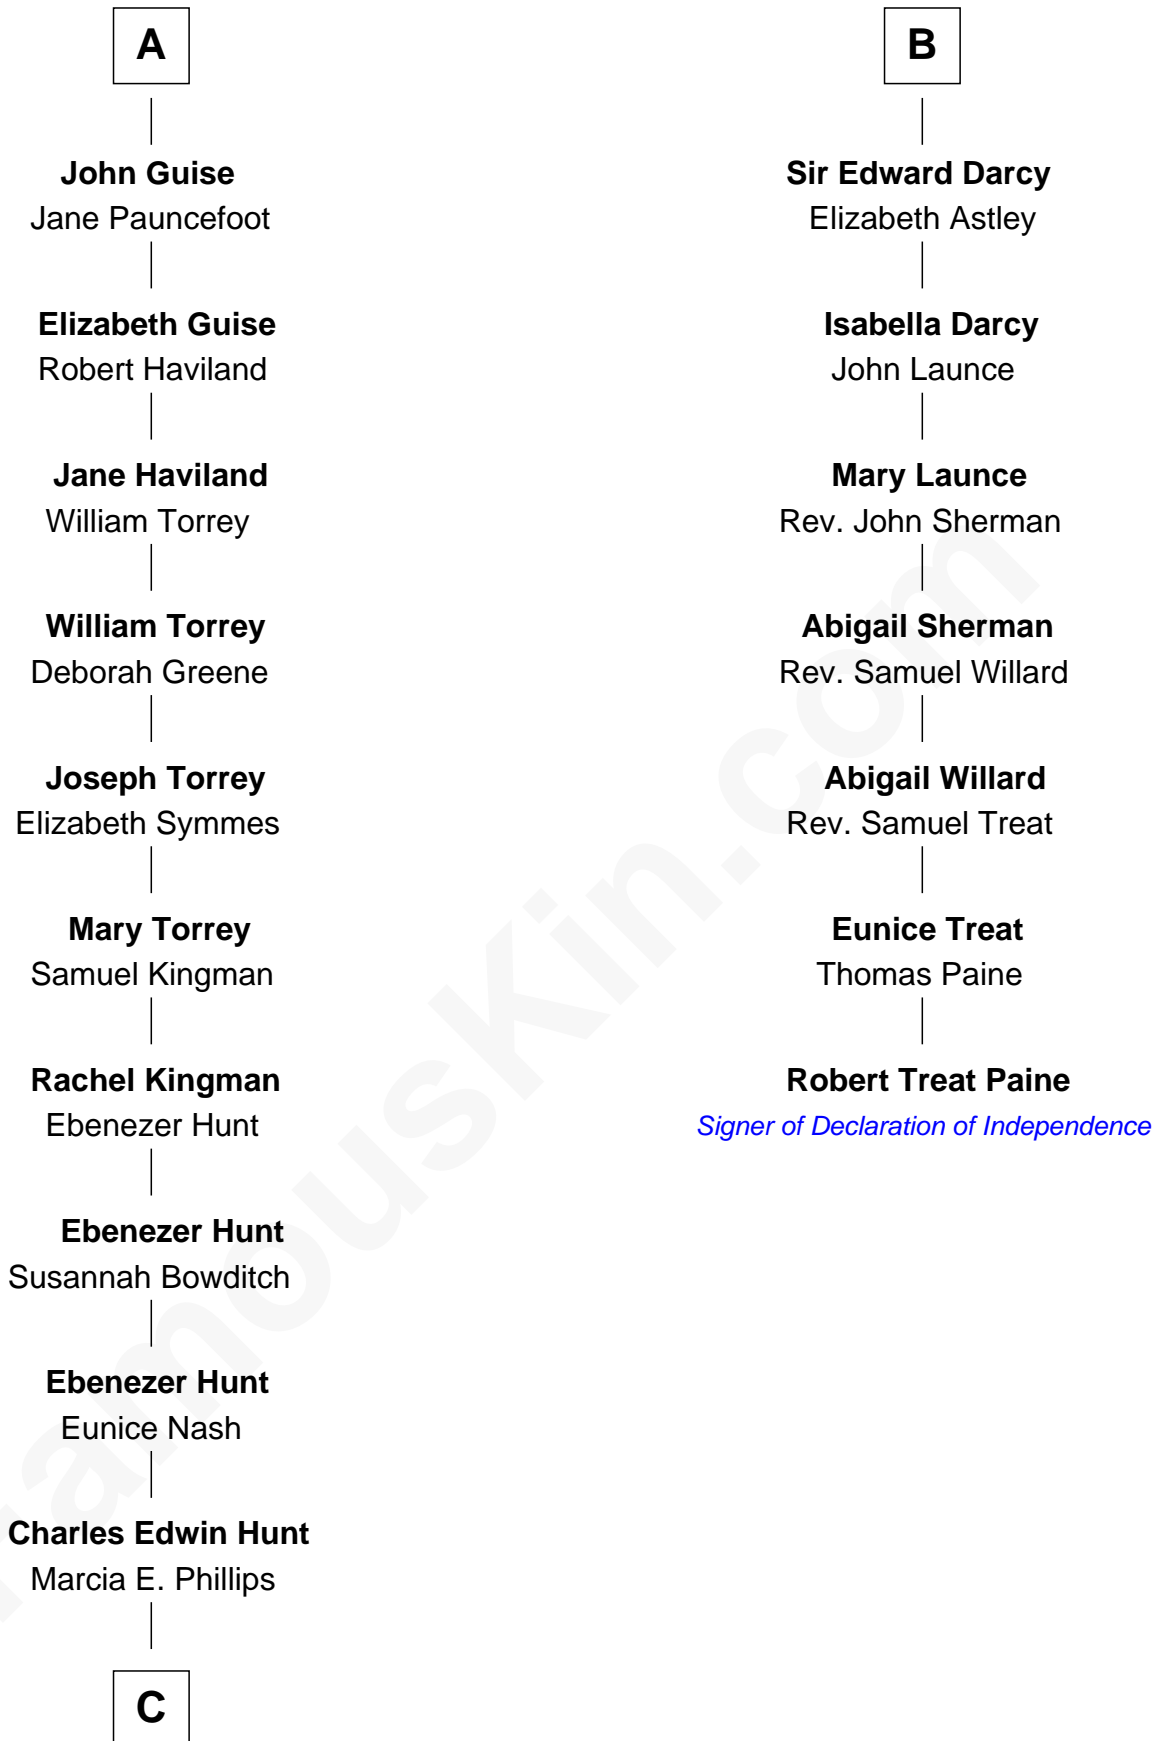 A
John Guise
Jane Pauncefoot
Elizabeth Guise
Robert Haviland
Jane Haviland
William Torrey
William Torrey
Deborah Greene
Joseph Torrey
Elizabeth Symmes
Mary Torrey
Samuel Kingman
Rachel Kingman
Ebenezer Hunt
Ebenezer Hunt
Susannah Bowditch
Ebenezer Hunt
Eunice Nash
Charles Edwin Hunt
Marcia E. Phillips
C
B
Sir Edward Darcy
Elizabeth Astley
Isabella Darcy
John Launce
Mary Launce
Rev. John Sherman
Abigail Sherman
Rev. Samuel Willard
Abigail Willard
Rev. Samuel Treat
Eunice Treat
Thomas Paine
Robert Treat Paine
Signer of Declaration of Independence
FamousKin.com